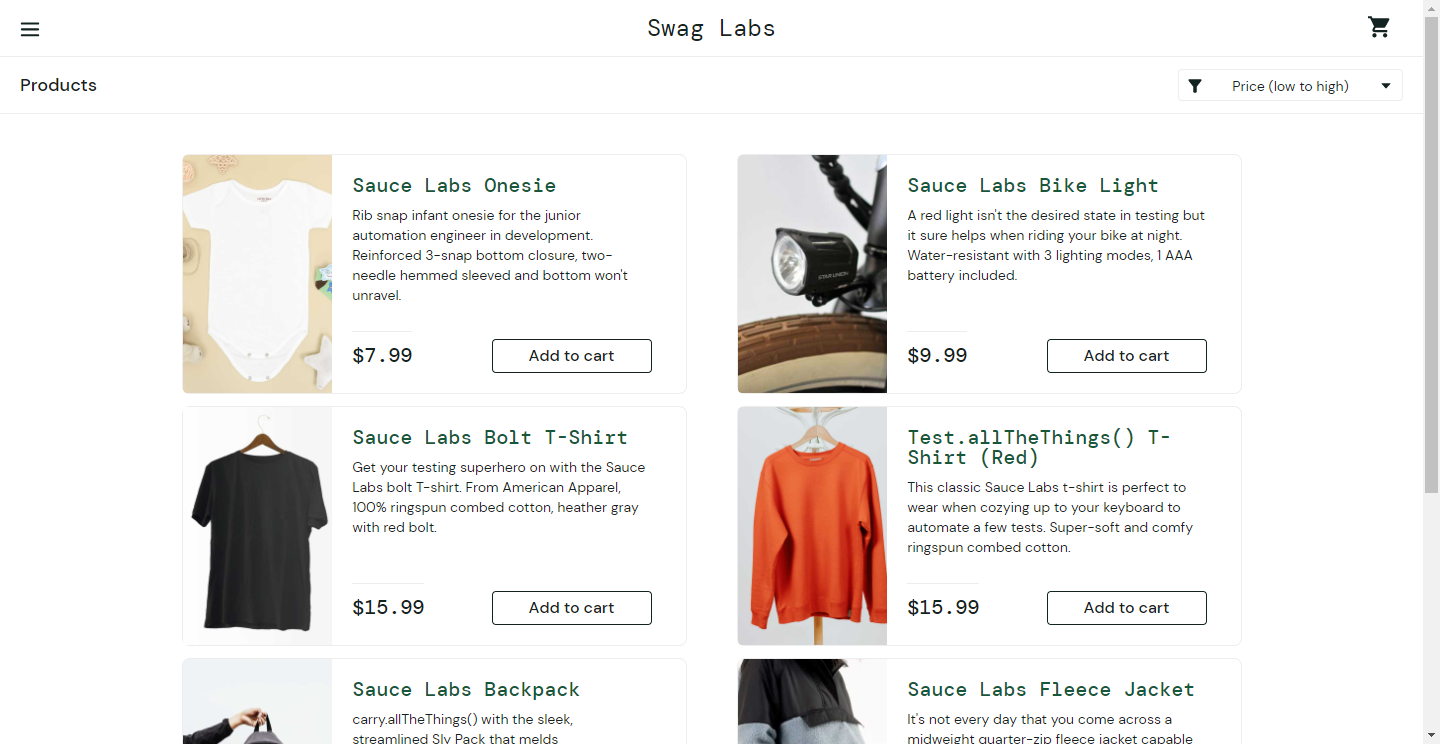 Swag Labs
Products
Price (low to high)
Sauce Labs Onesie
Rib snap infant onesie for the junior
automation engineer in development.
Reinforced 3-snap bottom closure, two-
needle hemmed sleeved and bottom won't
unravel.
$7.99
Add to cart
Sauce Labs Bike Light
A red light isn't the desired state in testing but
it sure helps when riding your bike at night.
Water-resistant with 3 lighting modes, 1 AAA
battery included.
$9.99
Add to cart
STAR UNION
Sauce Labs Bolt T-Shirt
Get your testing superhero on with the Sauce
Labs bolt T-shirt. From American Apparel,
100% ringspun combed cotton, heather gray
with red bolt.
$15.99
Add to cart
Test.allTheThings() T-
Shirt (Red)
This classic Sauce Labs t-shirt is perfect to
wear when cozying up to your keyboard to
automate a few tests. Super-soft and comfy
ringspun combed cotton.
$15.99
Add to cart
Sauce Labs Backpack
carry.allTheThings() with the sleek,
streamlined Sly Pack that melds
Sauce Labs Fleece Jacket
It's not every day that you come across a
midweight quarter-zip fleece jacket capable